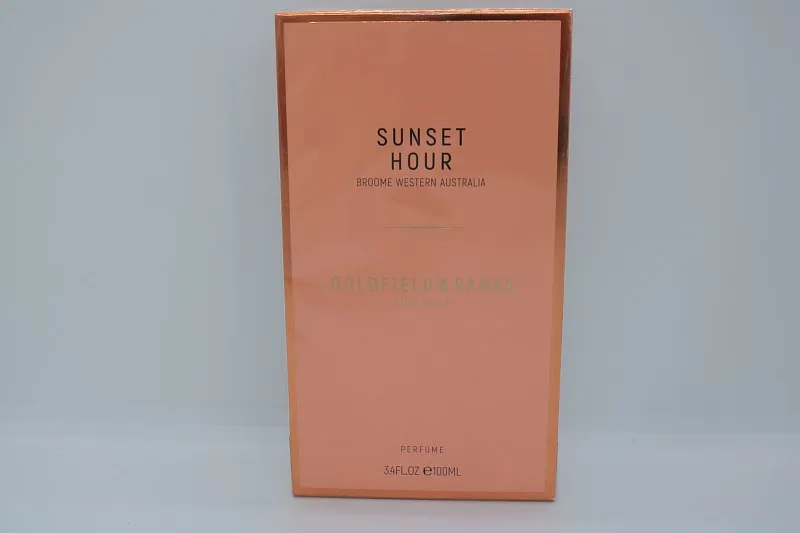 SUNSET
HOUR
BROOME WESTERN AUSTRALIA
GOLDFIELD & BANKS
PERFUME
3.4FL.OZ ℮100ML